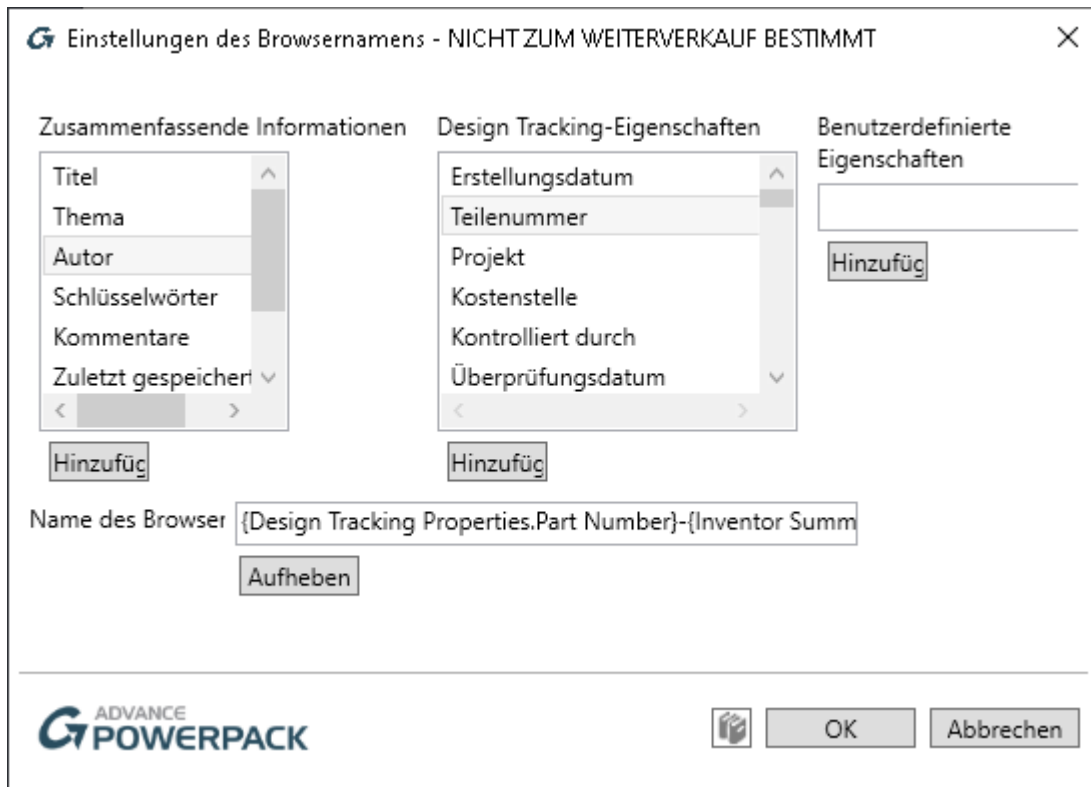 Einstellungen des Browsernamens - NICHT ZUM WEITERVERKAUF BESTIMMT
Zusammenfassende Informationen
Titel
Thema
Autor
Schlüsselwörter
Kommentare
Zuletzt gespeichert
Hinzufüg
Design Tracking-Eigenschaften
Erstellungsdatum
Teilenummer
Projekt
Kostenstelle
Kontrolliert durch
Überprüfungsdatum
Hinzufüg
Benutzerdefinierte
Eigenschaften
Hinzufüg
Name des Browser {Design Tracking Properties.Part Number}-{Inventor Summ
Aufheben
ADVANCE
POWERPACK
OK
Abbrechen